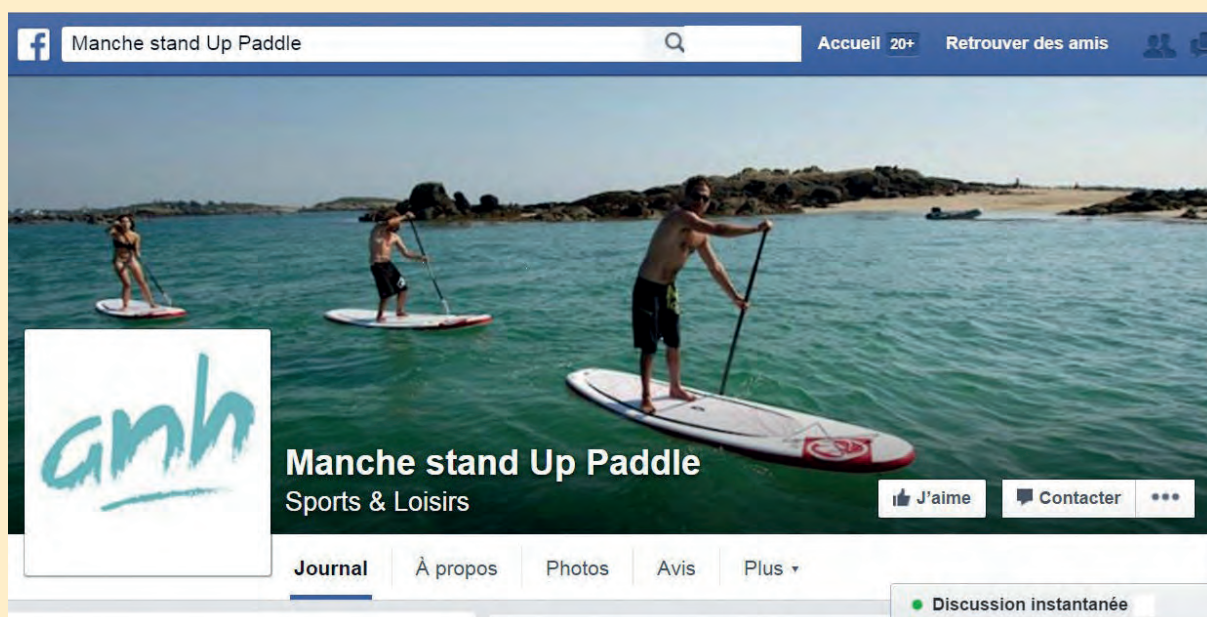 f Manche stand Up Paddle Accueil 20+ Retrouver des amis
anh
Manche stand Up Paddle
Sports & Loisirs
J'aime Contacter
Journal À propos Photos Avis Plus
Discussion instantanée